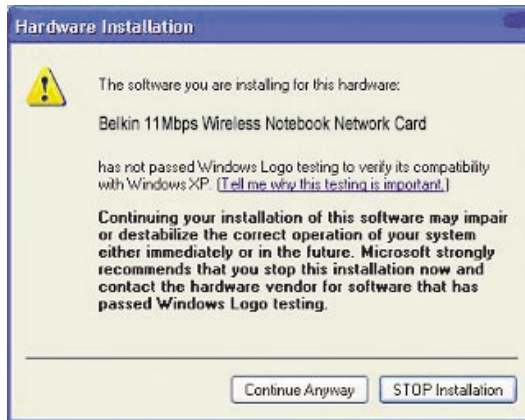 Hardware Installation
The software you are installing for this hardware:
Belkin 11Mbps Wireless Notebook Network Card
has not passed Windows Logo testing to verify its compatibility
with Windows XP. (Tell me why this testing is important.)
Continuing your installation of this software may impair
or destabilize the correct operation of your system
either immediately or in the future. Microsoft strongly
recommends that you stop this installation now and
contact the hardware vendor for software that has
passed Windows Logo testing.
Continue Anyway
STOP Installation